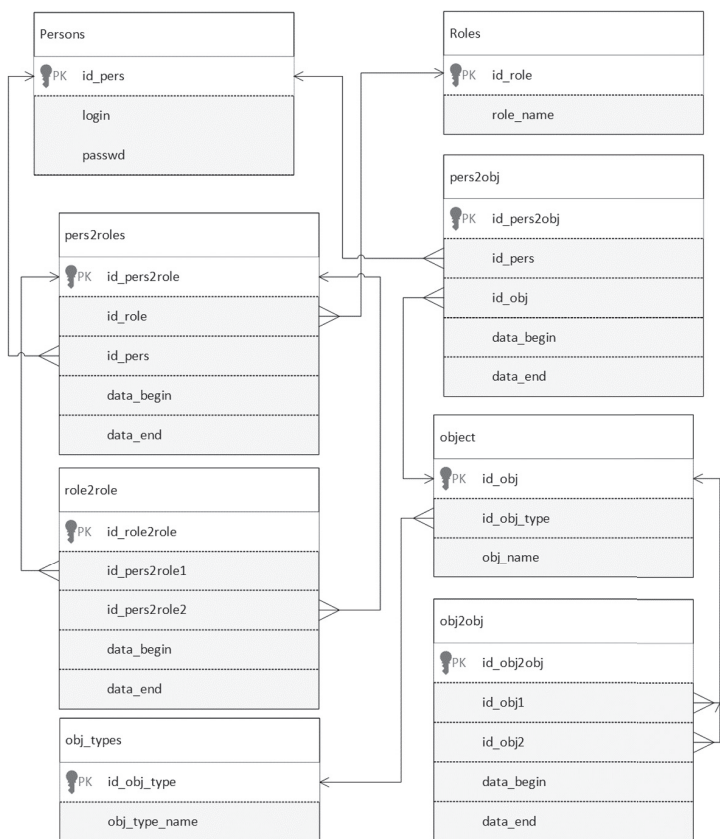 Persons
PK id_pers
login
passwd
pers2roles
PK id_pers2role
id_role
id_pers
data_begin
data_end
role2role
PK id_role2role
id_pers2role1
id_pers2role2
data_begin
data_end
obj_types
PK id_obj_type
obj_type_name
Roles
PK id_role
role_name
pers2obj
PK id_pers2obj
id_pers
id_obj
data_begin
data_end
object
PK id_obj
id_obj_type
obj_name
obj2obj
PK id_obj2obj
id_obj1
id_obj2
data_begin
data_end